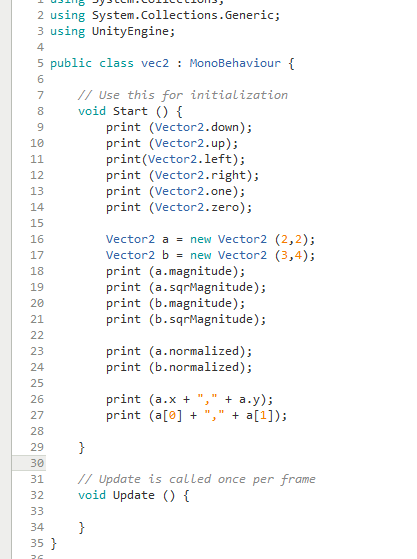 1 using System.Collections;
2 using System.Collections.Generic;
3 using UnityEngine;
4
5 public class vec2 : MonoBehaviour {
6
7     // Use this for initialization
8     void Start () {
9         print (Vector2.down);
10         print (Vector2.up);
11         print(Vector2.left);
12         print (Vector2.right);
13         print (Vector2.one);
14         print (Vector2.zero);
15
16         Vector2 a = new Vector2 (2,2);
17         Vector2 b = new Vector2 (3,4);
18         print (a.magnitude);
19         print (a.sqrMagnitude);
20         print (b.magnitude);
21         print (b.sqrMagnitude);
22
23         print (a.normalized);
24         print (b.normalized);
25
26         print (a.x + "," + a.y);
27         print (a[0] + "," + a[1]);
28
29     }
30
31     // Update is called once per frame
32     void Update () {
33
34     }
35 }
36